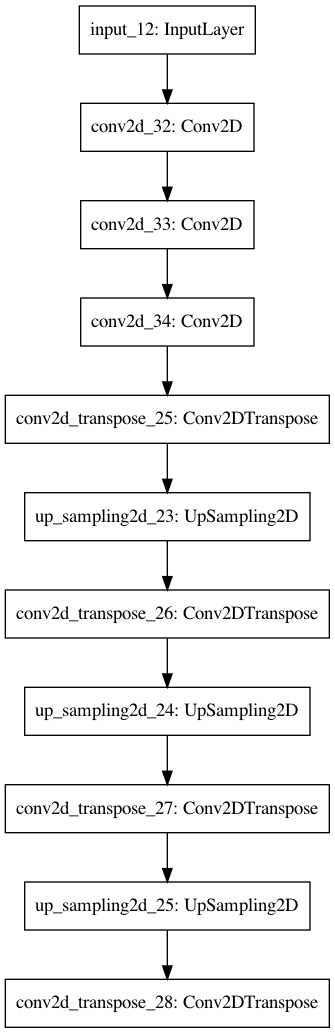 input_12: InputLayer
conv2d_32: Conv2D
conv2d_33: Conv2D
conv2d_34: Conv2D
conv2d_transpose_25: Conv2DTranspose
up_sampling2d_23: UpSampling2D
conv2d_transpose_26: Conv2DTranspose
up_sampling2d_24: UpSampling2D
conv2d_transpose_27: Conv2DTranspose
up_sampling2d_25: UpSampling2D
conv2d_transpose_28: Conv2DTranspose